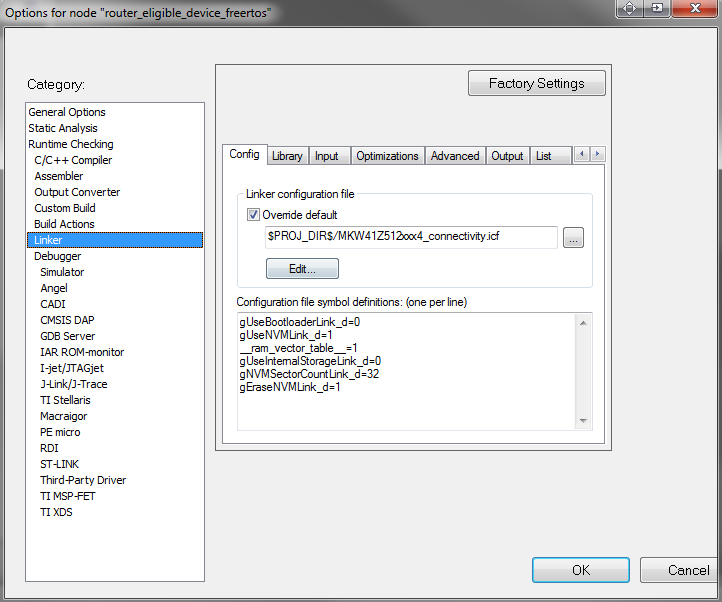 Options for node "router_eligible_device_freertos"
Category:
Factory Settings
General Options
Static Analysis
Runtime Checking
C/C++ Compiler
Assembler
Output Converter
Custom Build
Build Actions
Linker
Debugger
Simulator
Angel
CADI
CMSIS DAP
GDB Server
IAR ROM-monitor
I-jet/JTAGjet
J-Link/J-Trace
TI Stellaris
Macraigor
PE micro
RDI
ST-LINK
Third-Party Driver
TI MSP-FET
TI XDS
Config Library Input Optimizations Advanced Output List
Linker configuration file
Override default
$PROJ_DIR$/MKW41Z512xxx4_connectivity.icf
...
Edit...
Configuration file symbol definitions: (one per line)
gUseBootloaderLink_d=0
gUseNVMLink_d=1
__ram_vector_table__=1
gUseInternalStorageLink_d=0
gNVMSectorCountLink_d=32
gEraseNVMLink_d=1
OK Cancel